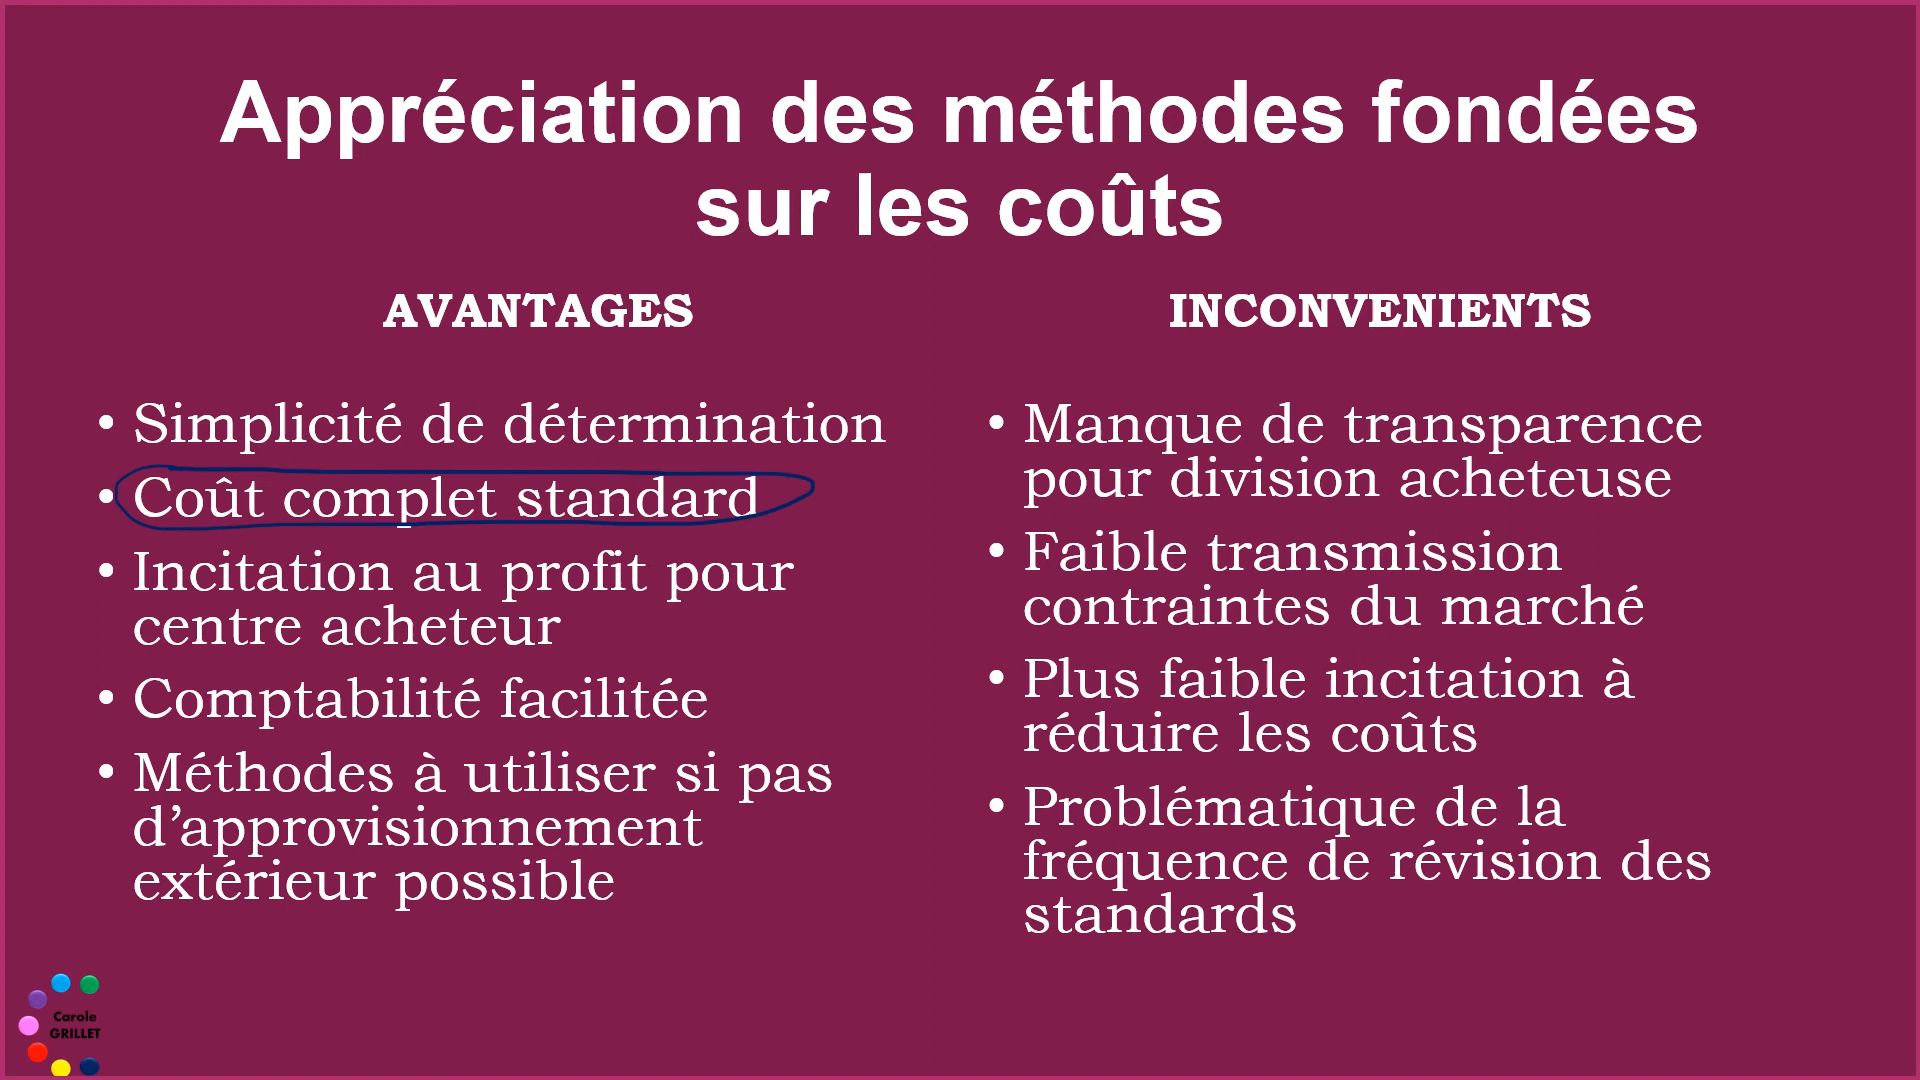 Appréciation des méthodes fondées
sur les coûts
AVANTAGES
• Simplicité de détermination
• Coût complet standard
• Incitation au profit pour
centre acheteur
• Comptabilité facilitée
• Méthodes à utiliser si pas
d’approvisionnement
extérieur possible
INCONVENIENTS
• Manque de transparence
pour division acheteuse
• Faible transmission
contraintes du marché
• Plus faible incitation à
réduire les coûts
• Problématique de la
fréquence de révision des
standards
Carole
GRILLET